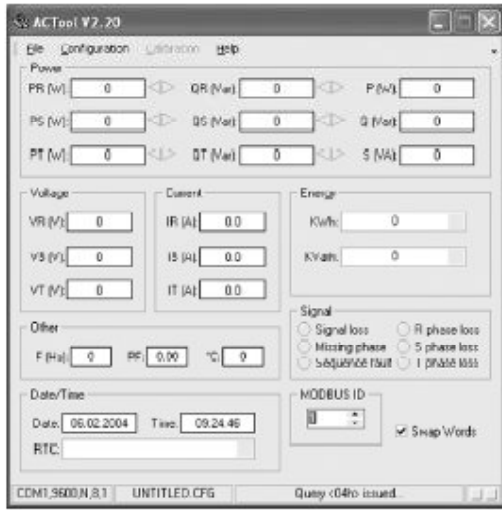 ACTool V2.20
File Configuration Calibration Help
Power
PR (W): 0 QR (Var): 0 P (W): 0
PS (W): 0 QS (Var): 0 Q (Var): 0
PT (W): 0 QT (Var): 0 S (VA): 0
Voltage Current Energy
VR (V): 0 IR (A): 0.0 KWh: 0
VS (V): 0 IS (A): 0.0 KVarh: 0
VT (V): 0 IT (A): 0.0
Signal
Signal loss R phase loss
Missing phase S phase loss
Sequence fault T phase loss
Other
F (Hz): 0 PF: 0.00 °C: 0
Date/Time MODBUS ID
Date: 06.02.2004 Time: 09.24.46 1
RTC: Swap Words
COM1,9600,N,8,1 UNTITLED.CFG Query <04h> issued...